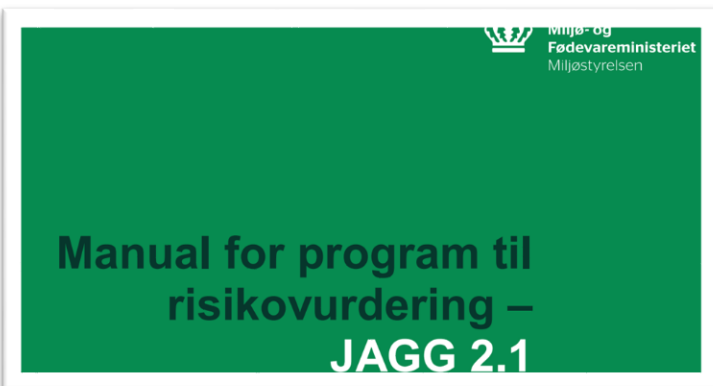 Miljø- og
Fødevareministeriet
Miljøstyrelsen
Manual for program til
risikovurdering –
JAGG 2.1